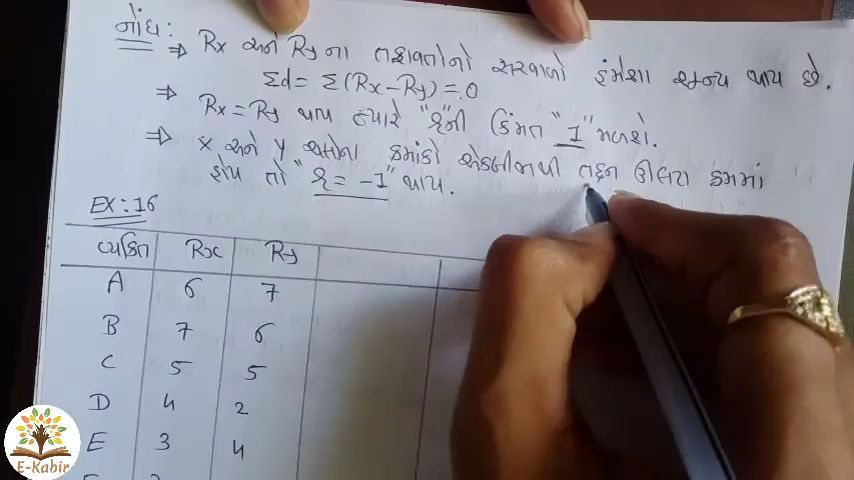 નોંધ:
⇒ Rx અને Ry ના તફાવતોનો સરવાળો હંમેશા શૂન્ય થાય છે.
Σd = Σ(Rx-Ry) = 0
⇒ Rx = Ry થાય ત્યારે "r"ની કિંમત "1" મળશે.
⇒ x અને y ચલોના ક્રમાંકો એકબીજાથી તદ્દન ઊલટા ક્રમમાં
હોય તો "r = -1" થાય.
EX: 16
વ્યકિત Rx Ry
A 6 7
B 7 6
C 5 5
D 4 2
E 3 4
E-Kabir